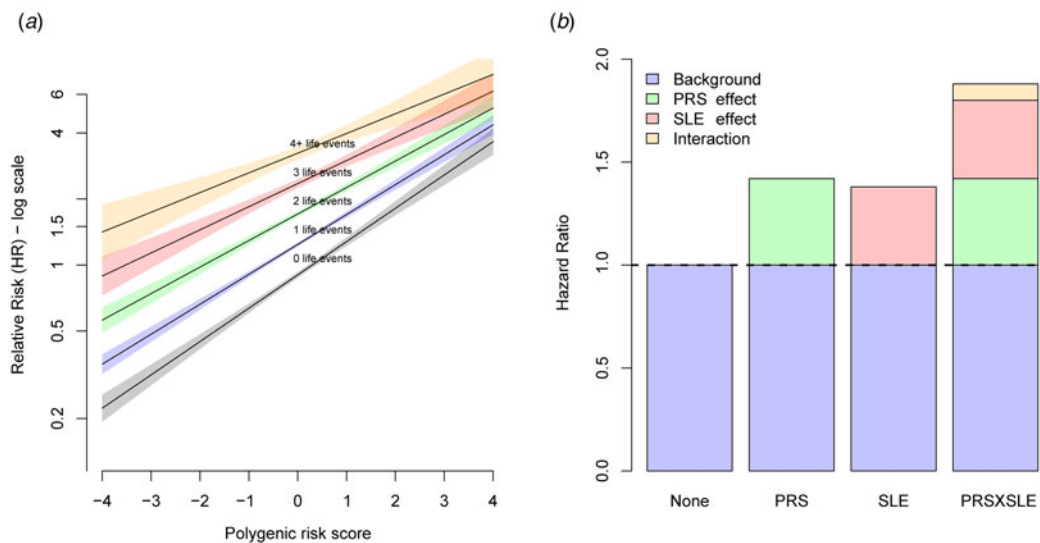 (a)
Relative Risk (HR) − log scale
6
4
1.5
1
0.5
0.2
4+ life events
3 life events
2 life events
1 life events
0 life events
−4 −3 −2 −1 0 1 2 3 4
Polygenic risk score
(b)
Hazard Ratio
2.0
1.5
1.0
0.5
0.0
Background
PRS effect
SLE effect
Interaction
None PRS SLE PRSXSLE